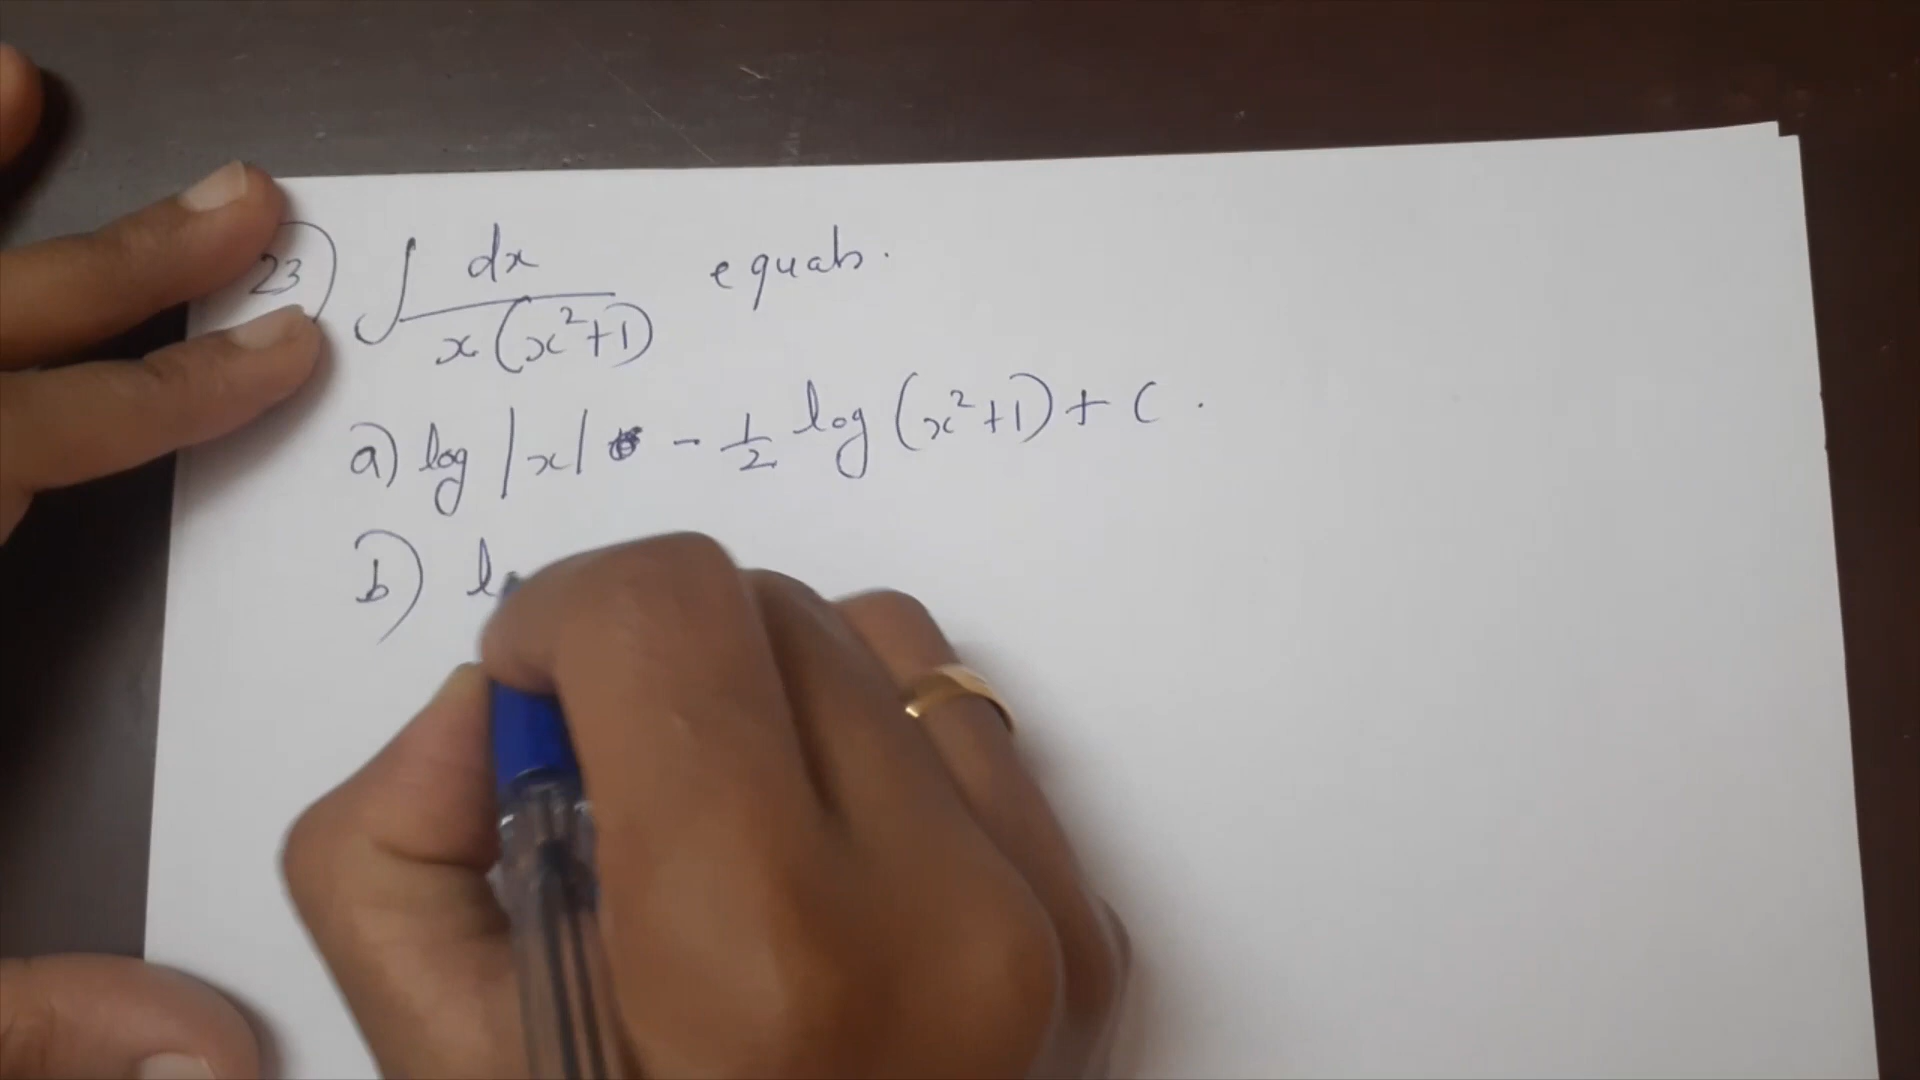 23) ∫ dx / x(x²+1) equals.
a) log |x| - 1/2 log (x²+1) + C.
b)